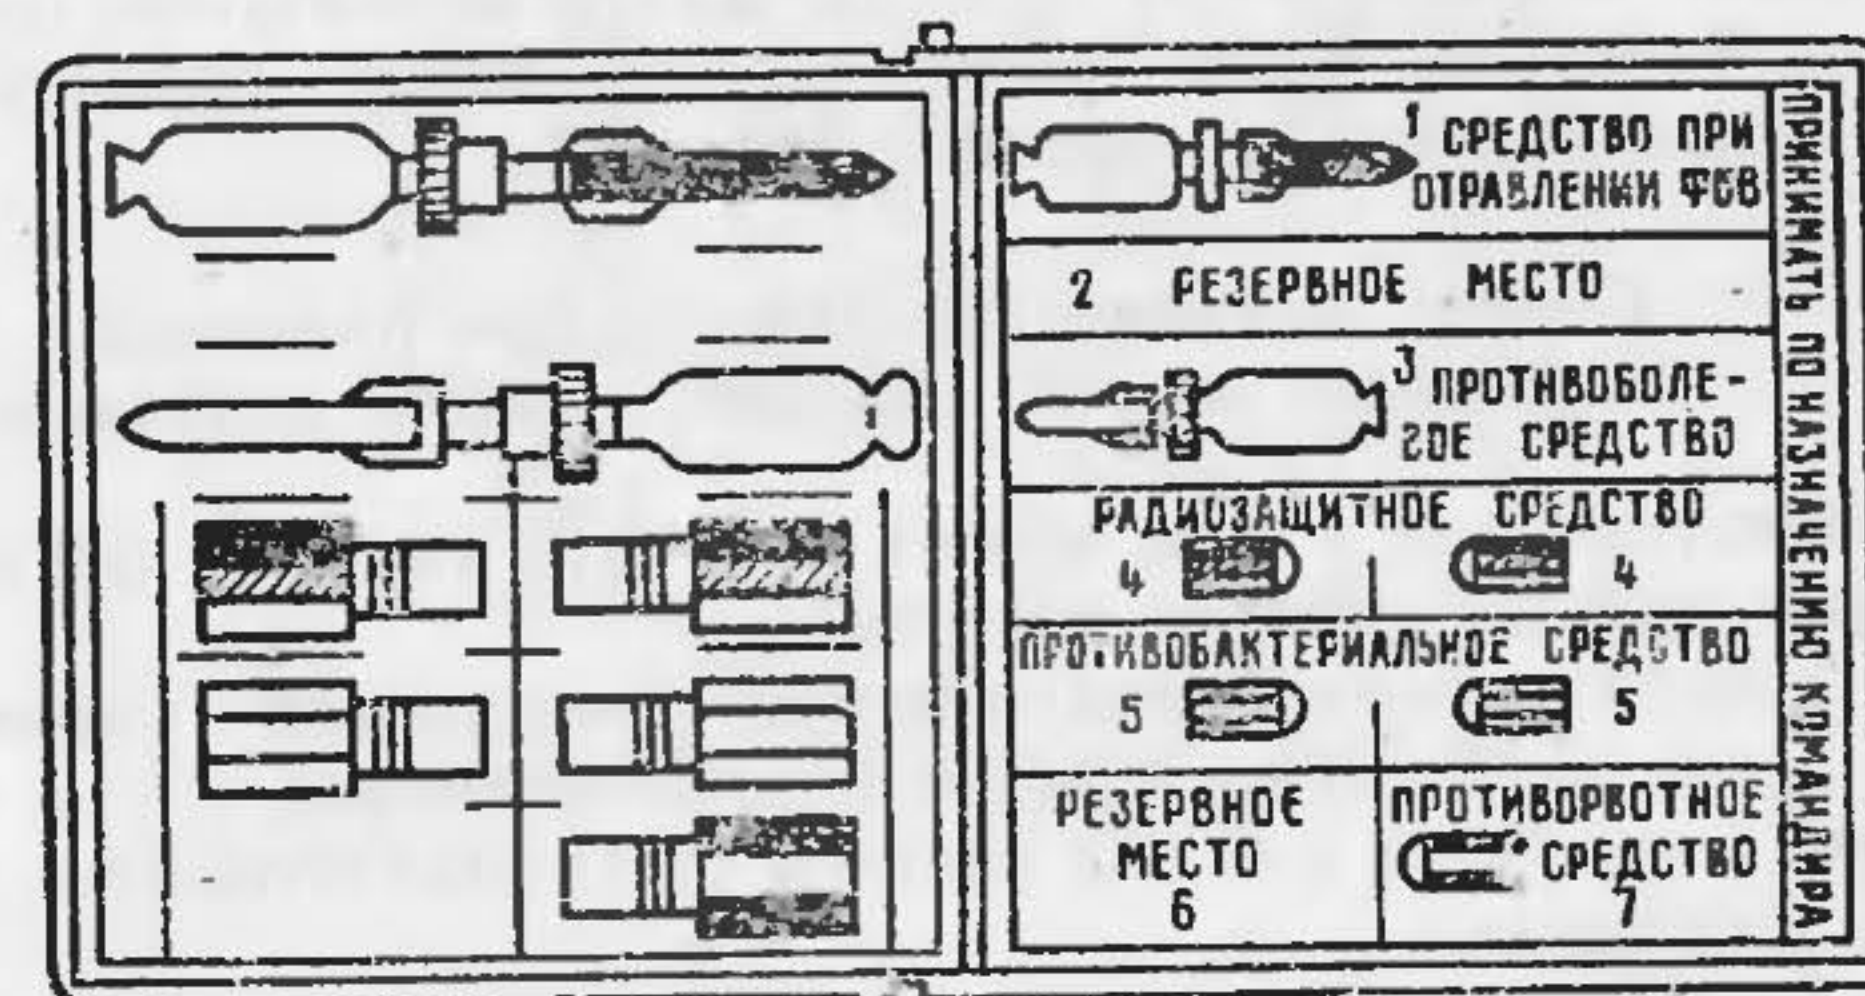 1 СРЕДСТВО ПРИ
ОТРАВЛЕНИИ ФОВ
2 РЕЗЕРВНОЕ МЕСТО
3 ПРОТИВОБОЛЕ-
ВОЕ СРЕДСТВО
РАДИОЗАЩИТНОЕ СРЕДСТВО
4 4
ПРОТИВОБАКТЕРИАЛЬНОЕ СРЕДСТВО
5 5
РЕЗЕРВНОЕ
МЕСТО
6
ПРОТИВОРВОТНОЕ
СРЕДСТВО
7
ПРИНИМАТЬ ПО НАЗНАЧЕНИЮ КОМАНДИРА